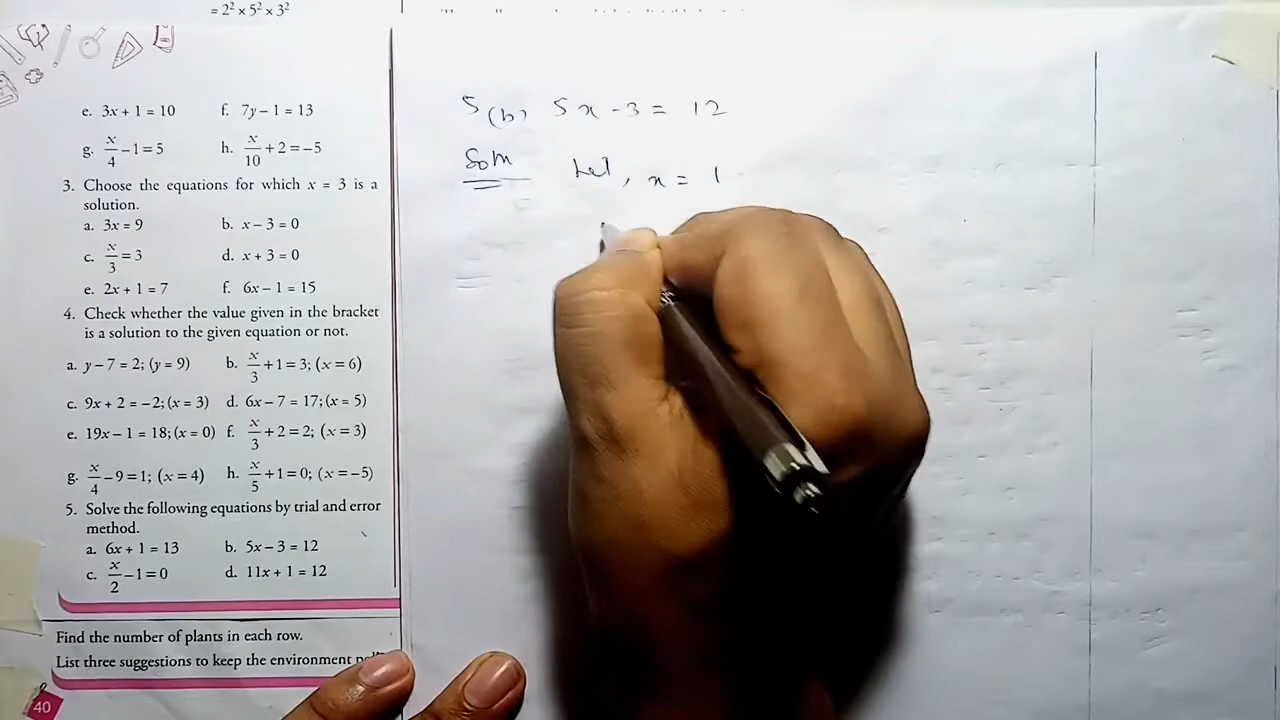 = 2² × 5² × 3²
e. 3x + 1 = 10 f. 7y − 1 = 13
g. x/4 − 1 = 5 h. x/10 + 2 = −5
3. Choose the equations for which x = 3 is a
solution.
a. 3x = 9 b. x − 3 = 0
c. x/3 = 3 d. x + 3 = 0
e. 2x + 1 = 7 f. 6x − 1 = 15
4. Check whether the value given in the bracket
is a solution to the given equation or not.
a. y − 7 = 2; (y = 9) b. x/3 + 1 = 3; (x = 6)
c. 9x + 2 = −2; (x = 3) d. 6x − 7 = 17; (x = 5)
e. 19x − 1 = 18; (x = 0) f. x/3 + 2 = 2; (x = 3)
g. x/4 − 9 = 1; (x = 4) h. x/5 + 1 = 0; (x = −5)
5. Solve the following equations by trial and error
method.
a. 6x + 1 = 13 b. 5x − 3 = 12
c. x/2 − 1 = 0 d. 11x + 1 = 12
Find the number of plants in each row.
List three suggestions to keep the environment
40
5 (b) 5x - 3 = 12
Soln Let, x = 1